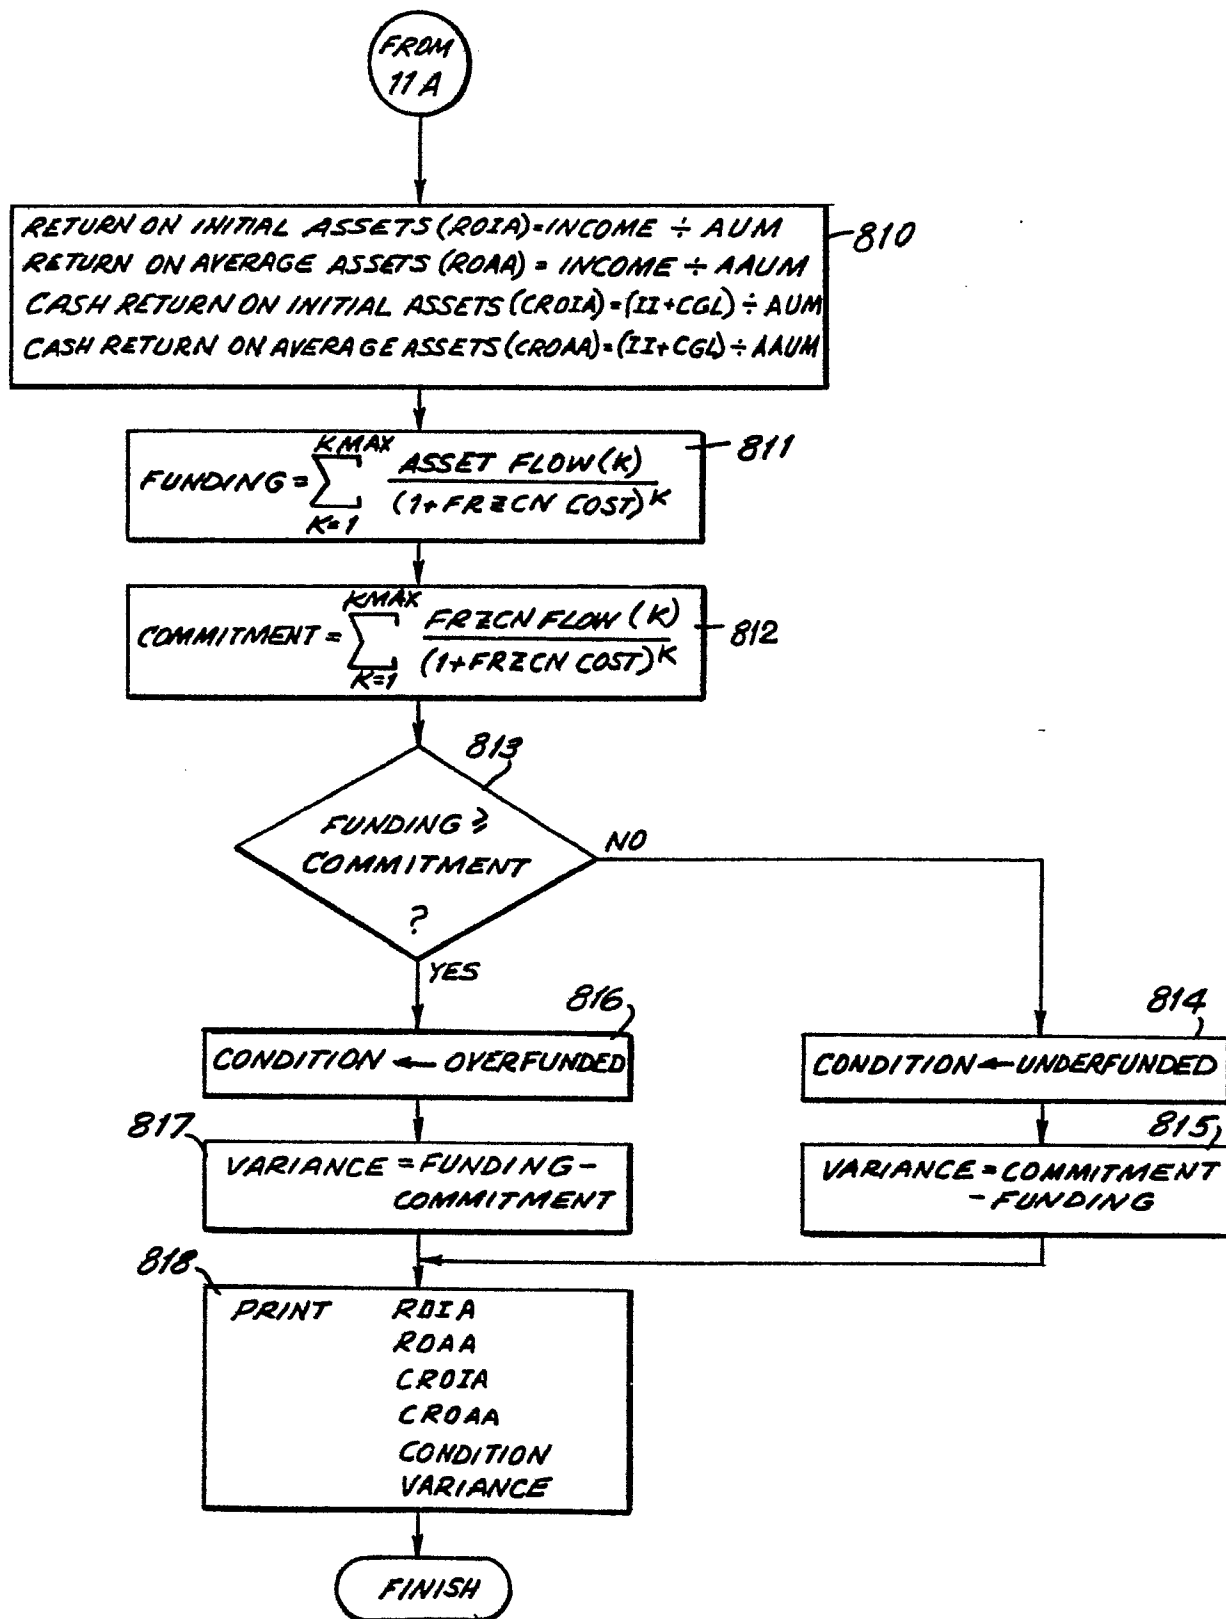 FROM
11A
RETURN ON INITIAL ASSETS (ROIA)=INCOME ÷ AUM
RETURN ON AVERAGE ASSETS (ROAA) = INCOME ÷ AAUM
CASH RETURN ON INITIAL ASSETS (CROIA)=(II+CGL) ÷ AUM
CASH RETURN ON AVERAGE ASSETS (CROAA)=(II+CGL) ÷ AAUM
810
KMAX
FUNDING = ∑ ASSET FLOW (K)
(1+FRZCN COST)^K
K=1
811
KMAX
COMMITMENT = ∑ FRZCN FLOW (K)
(1+FRZCN COST)^K
K=1
812
813
FUNDING ≥
COMMITMENT
?
NO
YES
816
CONDITION ← OVERFUNDED
814
CONDITION ← UNDERFUNDED
817
VARIANCE = FUNDING -
COMMITMENT
815
VARIANCE = COMMITMENT
- FUNDING
818
PRINT ROIA
ROAA
CROIA
CROAA
CONDITION
VARIANCE
FINISH